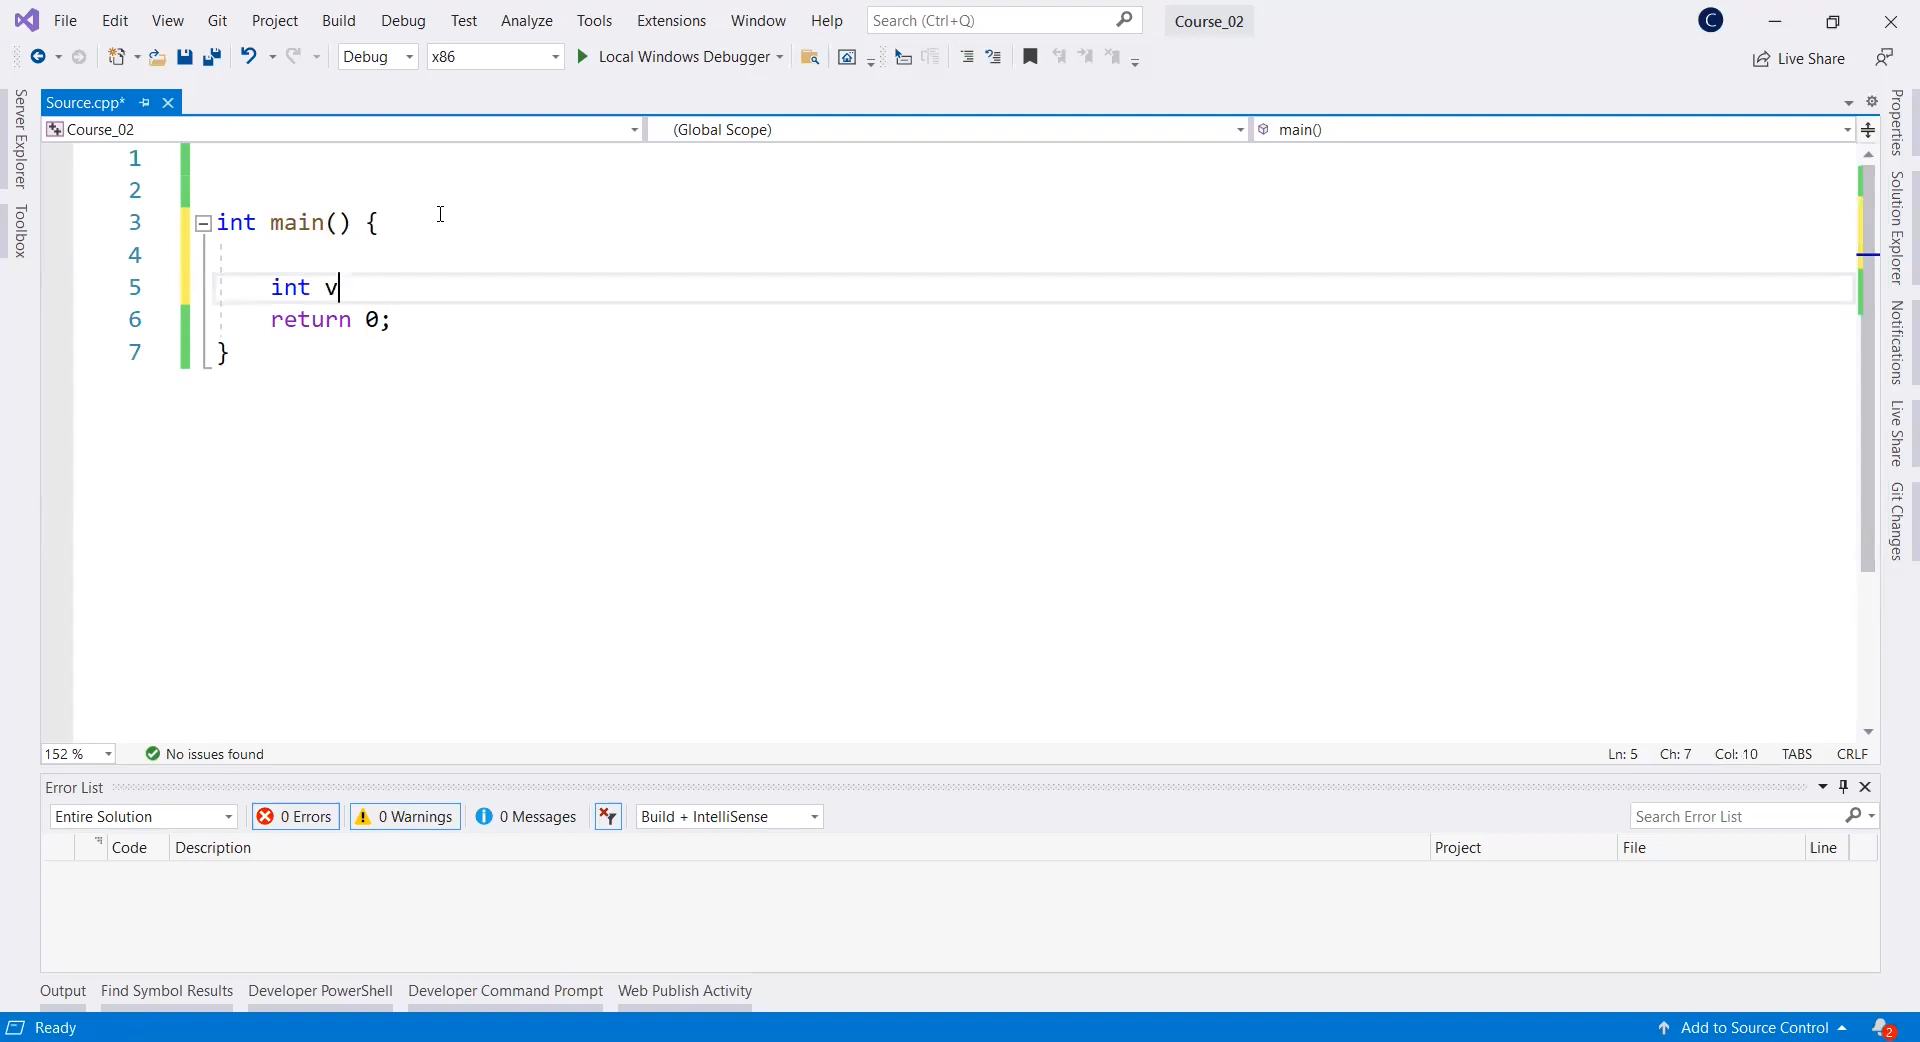 File Edit View Git Project Build Debug Test Analyze Tools Extensions Window Help Search (Ctrl+Q) Course_02 C
Debug x86 Local Windows Debugger Live Share
Source.cpp*
Course_02 (Global Scope) main()
1
2
3 int main() {
4
5 int v
6 return 0;
7 }
Server Explorer
Toolbox
Properties
Solution Explorer
Notifications
Live Share
Git Changes
152 % No issues found Ln: 5 Ch: 7 Col: 10 TABS CRLF
Error List
Entire Solution 0 Errors 0 Warnings 0 Messages Build + IntelliSense Search Error List
Code Description Project File Line
Output Find Symbol Results Developer PowerShell Developer Command Prompt Web Publish Activity
Ready Add to Source Control 2